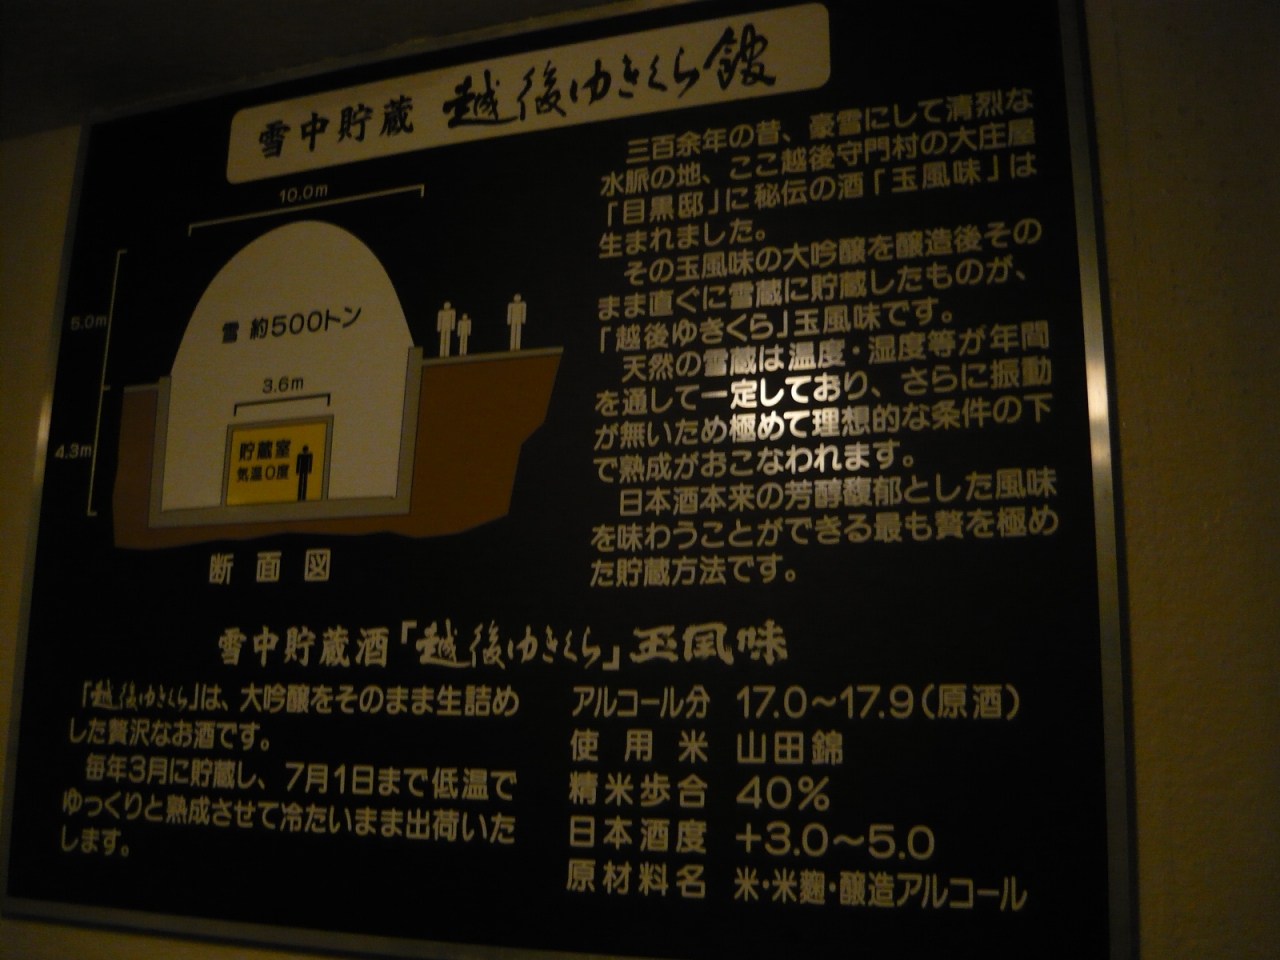 雪中貯蔵 越後ゆきくら館
三百余年の昔、豪雪にして清烈な
水脈の地、ここ越後守門村の大庄屋
「目黒邸」に秘伝の酒「玉風味」は
生まれました。
その玉風味の大吟醸を醸造後その
まま直ぐに雪蔵に貯蔵したものが、
「越後ゆきくら」玉風味です。
天然の雪蔵は温度・湿度等が年間
を通して一定しており、さらに振動
が無いため極めて理想的な条件の下
で熟成がおこなわれます。
日本酒本来の芳醇馥郁とした風味
を味わうことができる最も贅を極め
た貯蔵方法です。
10.0m
5.0m
雪 約500トン
3.6m
4.3m
貯蔵室
気温0度
断面図
雪中貯蔵酒「越後ゆきくら」玉風味
「越後ゆきくら」は、大吟醸をそのまま生詰め
した贅沢なお酒です。
毎年3月に貯蔵し、7月1日まで低温で
ゆっくりと熟成させて冷たいまま出荷いた
します。
アルコール分 17.0〜17.9(原酒)
使用米 山田錦
精米歩合 40%
日本酒度 +3.0〜5.0
原材料名 米・米麹・醸造アルコール